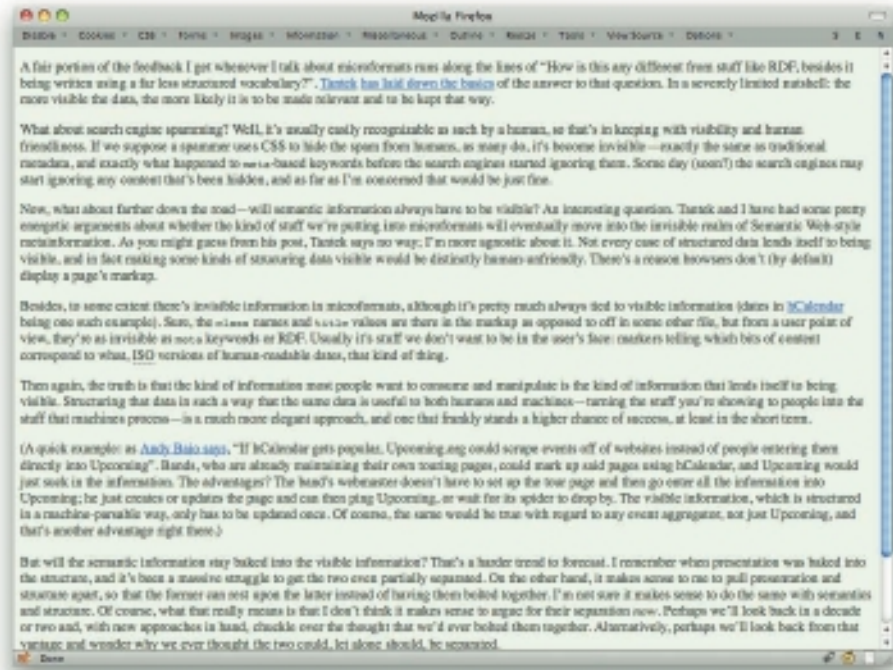 Mozilla Firefox
Disable Cookies CSS Forms Images Information Miscellaneous Outline Resize Tools View Source Options
A fair portion of the feedback I get whenever I talk about microformats runs along the lines of “How is this any different from stuff like RDF, besides it
being written using a far less structured vocabulary?”. Tantek has laid down the basics of the answer to that question. In a severely limited nutshell: the
more visible the data, the more likely it is to be made relevant and to be kept that way.
What about search engine spamming? Well, it's usually easily recognizable as such by a human, so that's in keeping with visibility and human
friendliness. If we suppose a spammer uses CSS to hide the spam from humans, as many do, it's become invisible—exactly the same as traditional
metadata, and exactly what happened to meta-based keywords before the search engines started ignoring them. Some day (soon?) the search engines may
start ignoring any content that's been hidden, and as far as I'm concerned that would be just fine.
Now, what about farther down the road—will semantic information always have to be visible? An interesting question. Tantek and I have had some pretty
energetic arguments about whether the kind of stuff we're putting into microformats will eventually move into the invisible realm of Semantic Web-style
metainformation. As you might guess from his post, Tantek says no way; I'm more agnostic about it. Not every case of structured data lends itself to being
visible, and in fact making some kinds of structuring data visible would be distinctly human-unfriendly. There's a reason browsers don't (by default)
display a page's markup.
Besides, to some extent there's invisible information in microformats, although it's pretty much always tied to visible information (dates in hCalendar
being one such example). Sure, the class names and title values are there in the markup as opposed to off in some other file, but from a user point of
view, they're as invisible as meta keywords or RDF. Usually it's stuff we don't want to be in the user's face: markers telling which bits of content
correspond to what, ISO versions of human-readable dates, that kind of thing.
Then again, the truth is that the kind of information most people want to consume and manipulate is the kind of information that lends itself to being
visible. Structuring that data in such a way that the same data is useful to both humans and machines—turning the stuff you're showing to people into the
stuff that machines process—is a much more elegant approach, and one that frankly stands a higher chance of success, at least in the short term.
(A quick example: as Andy Baio says, “If hCalendar gets popular, Upcoming.org could scrape events off of websites instead of people entering them
directly into Upcoming”. Bands, who are already maintaining their own touring pages, could mark up said pages using hCalendar, and Upcoming would
just suck in the information. The advantages? The band's webmaster doesn't have to set up the tour page and then go enter all the information into
Upcoming; he just creates or updates the page and can then ping Upcoming, or wait for its spider to drop by. The visible information, which is structured
in a machine-parsable way, only has to be updated once. Of course, the same would be true with regard to any event aggregator, not just Upcoming, and
that's another advantage right there.)
But will the semantic information stay baked into the visible information? That's a harder trend to forecast. I remember when presentation was baked into
the structure, and it's been a massive struggle to get the two even partially separated. On the other hand, it makes sense to me to pull presentation and
structure apart, so that the former can rest upon the latter instead of having them bolted together. I'm not sure it makes sense to do the same with semantics
and structure. Of course, what that really means is that I don't think it makes sense to argue for their separation now. Perhaps we'll look back in a decade
or two and, with new approaches in hand, chuckle over the thought that we'd ever bolted them together. Alternatively, perhaps we'll look back from that
vantage and wonder why we ever thought the two could, let alone should, be separated.
Done